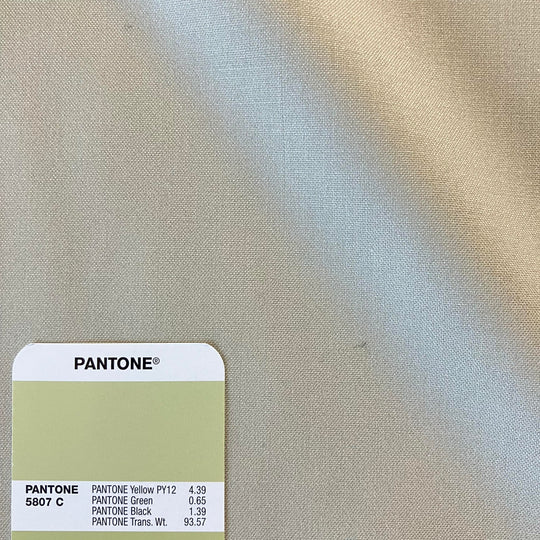 PANTONE®
PANTONE
5807 C
PANTONE Yellow PY12 4.39
PANTONE Green 0.65
PANTONE Black 1.39
PANTONE Trans. Wt. 93.57